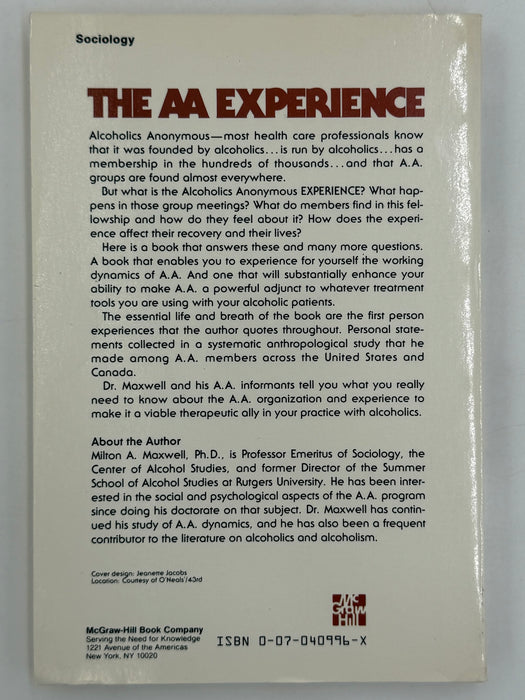 Sociology
THE AA EXPERIENCE
Alcoholics Anonymous—most health care professionals know
that it was founded by alcoholics...is run by alcoholics...has a
membership in the hundreds of thousands...and that A.A.
groups are found almost everywhere.
But what is the Alcoholics Anonymous EXPERIENCE? What hap-
pens in those group meetings? What do members find in this fel-
lowship and how do they feel about it? How does the experi-
ence affect their recovery and their lives?
Here is a book that answers these and many more questions.
A book that enables you to experience for yourself the working
dynamics of A.A. And one that will substantially enhance your
ability to make A.A. a powerful adjunct to whatever treatment
tools you are using with your alcoholic patients.
The essential life and breath of the book are the first person
experiences that the author quotes throughout. Personal state-
ments collected in a systematic anthropological study that he
made among A.A. members across the United States and
Canada.
Dr. Maxwell and his A.A. informants tell you what you really
need to know about the A.A. organization and experience to
make it a viable therapeutic ally in your practice with alcoholics.
About the Author
Milton A. Maxwell, Ph.D., is Professor Emeritus of Sociology, the
Center of Alcohol Studies, and former Director of the Summer
School of Alcohol Studies at Rutgers University. He has been inter-
ested in the social and psychological aspects of the A.A. program
since doing his doctorate on that subject. Dr. Maxwell has contin-
ued his study of A.A. dynamics, and he has also been a frequent
contributor to the literature on alcoholics and alcoholism.
Cover design: Jeanette Jacobs
Location: Courtesy of O'Neals'/43rd
Mc
Graw
Hill
McGraw-Hill Book Company
Serving the Need for Knowledge
1221 Avenue of the Americas
New York, NY 10020
ISBN 0-07-040996-X